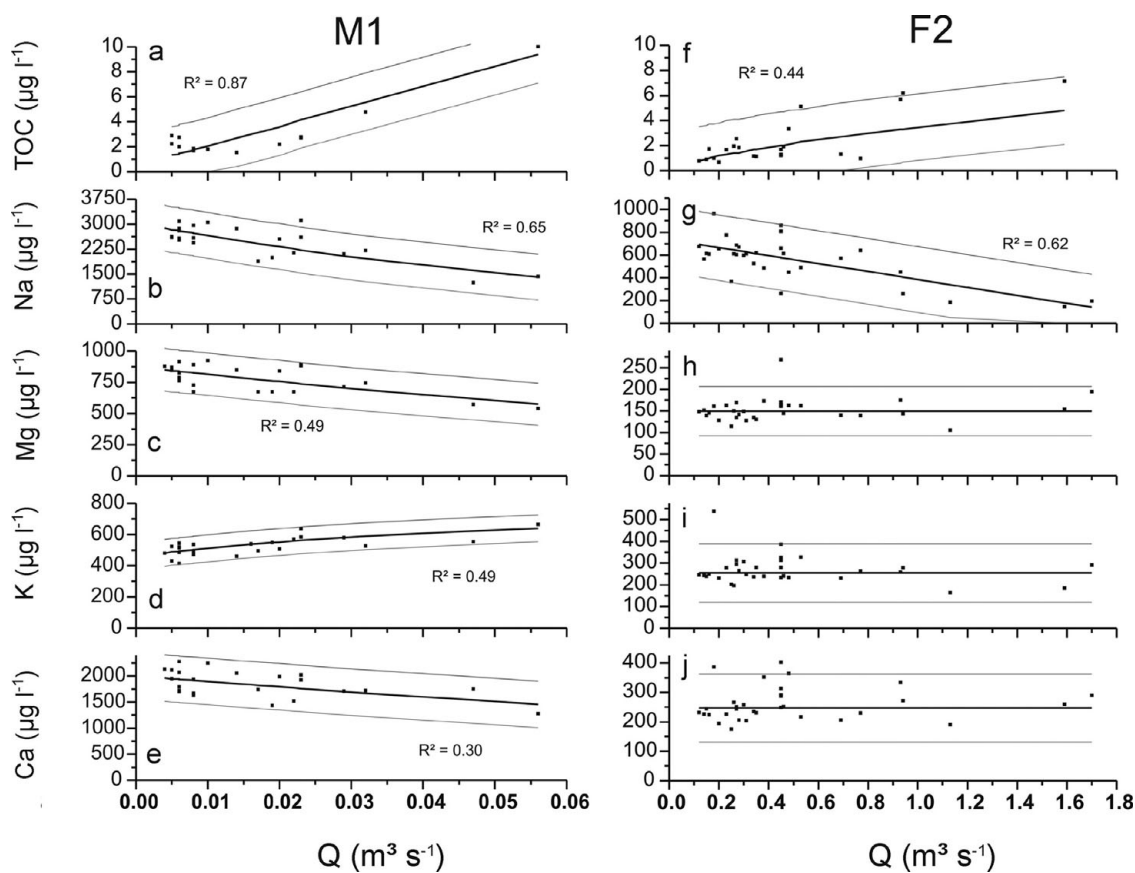 M1
F2
TOC (µg l⁻¹)
10
8
6
4
2
0
a
R² = 0.87
10
8
6
4
2
0
f
R² = 0.44
Na (µg l⁻¹)
3750
3000
2250
1500
750
0
b
R² = 0.65
1000
800
600
400
200
0
g
R² = 0.62
Mg (µg l⁻¹)
1000
750
500
250
0
c
R² = 0.49
250
200
150
100
50
0
h
K (µg l⁻¹)
800
600
400
200
0
d
R² = 0.49
500
400
300
200
100
0
i
Ca (µg l⁻¹)
2000
1500
1000
500
0
e
R² = 0.30
400
300
200
100
0
j
0.00 0.01 0.02 0.03 0.04 0.05 0.06
0.0 0.2 0.4 0.6 0.8 1.0 1.2 1.4 1.6 1.8
Q (m³ s⁻¹)
Q (m³ s⁻¹)